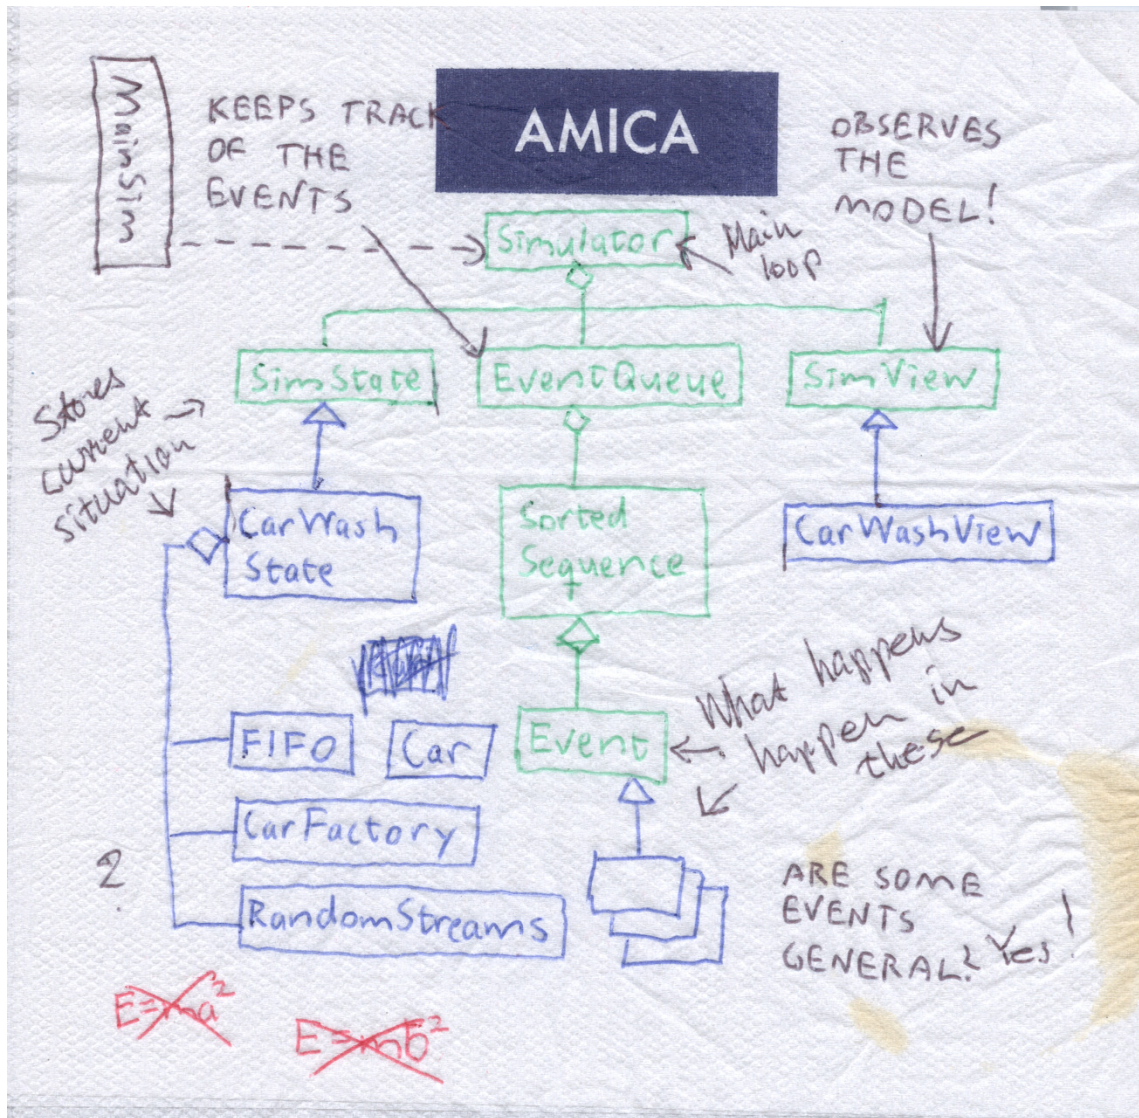 AMICA
MainSim
KEEPS TRACK
OF THE
EVENTS
OBSERVES
THE
MODEL!
Simulator
Main
loop
SimState
EventQueue
SimView
Stores
current
situation
CarWash
State
Sorted
Sequence
CarWashView
What happens
happen in
these
FIFO
Car
Event
CarFactory
2
RandomStreams
ARE SOME
EVENTS
GENERAL? Yes!
E=ma²
E=mb²